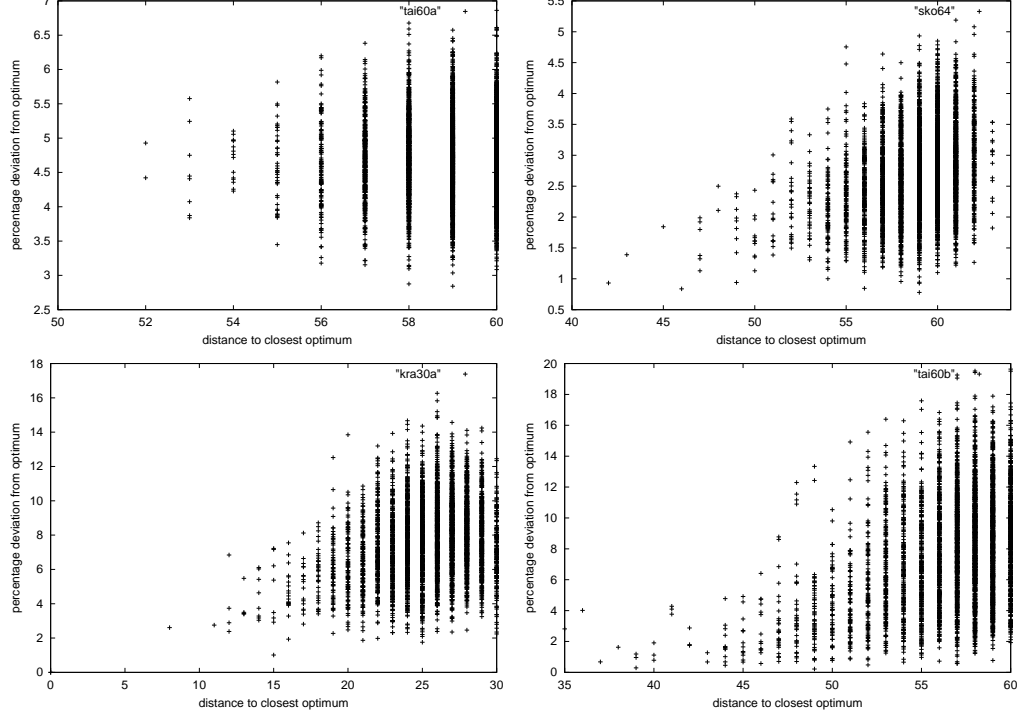 7
6.5
6
5.5
5
4.5
4
3.5
3
2.5
50 52 54 56 58 60
percentage deviation from optimum
distance to closest optimum
"tai60a"
5.5
5
4.5
4
3.5
3
2.5
2
1.5
1
0.5
40 45 50 55 60
percentage deviation from optimum
distance to closest optimum
"sko64"
18
16
14
12
10
8
6
4
2
0
0 5 10 15 20 25 30
percentage deviation from optimum
distance to closest optimum
"kra30a"
20
18
16
14
12
10
8
6
4
2
0
35 40 45 50 55 60
percentage deviation from optimum
distance to closest optimum
"tai60b"